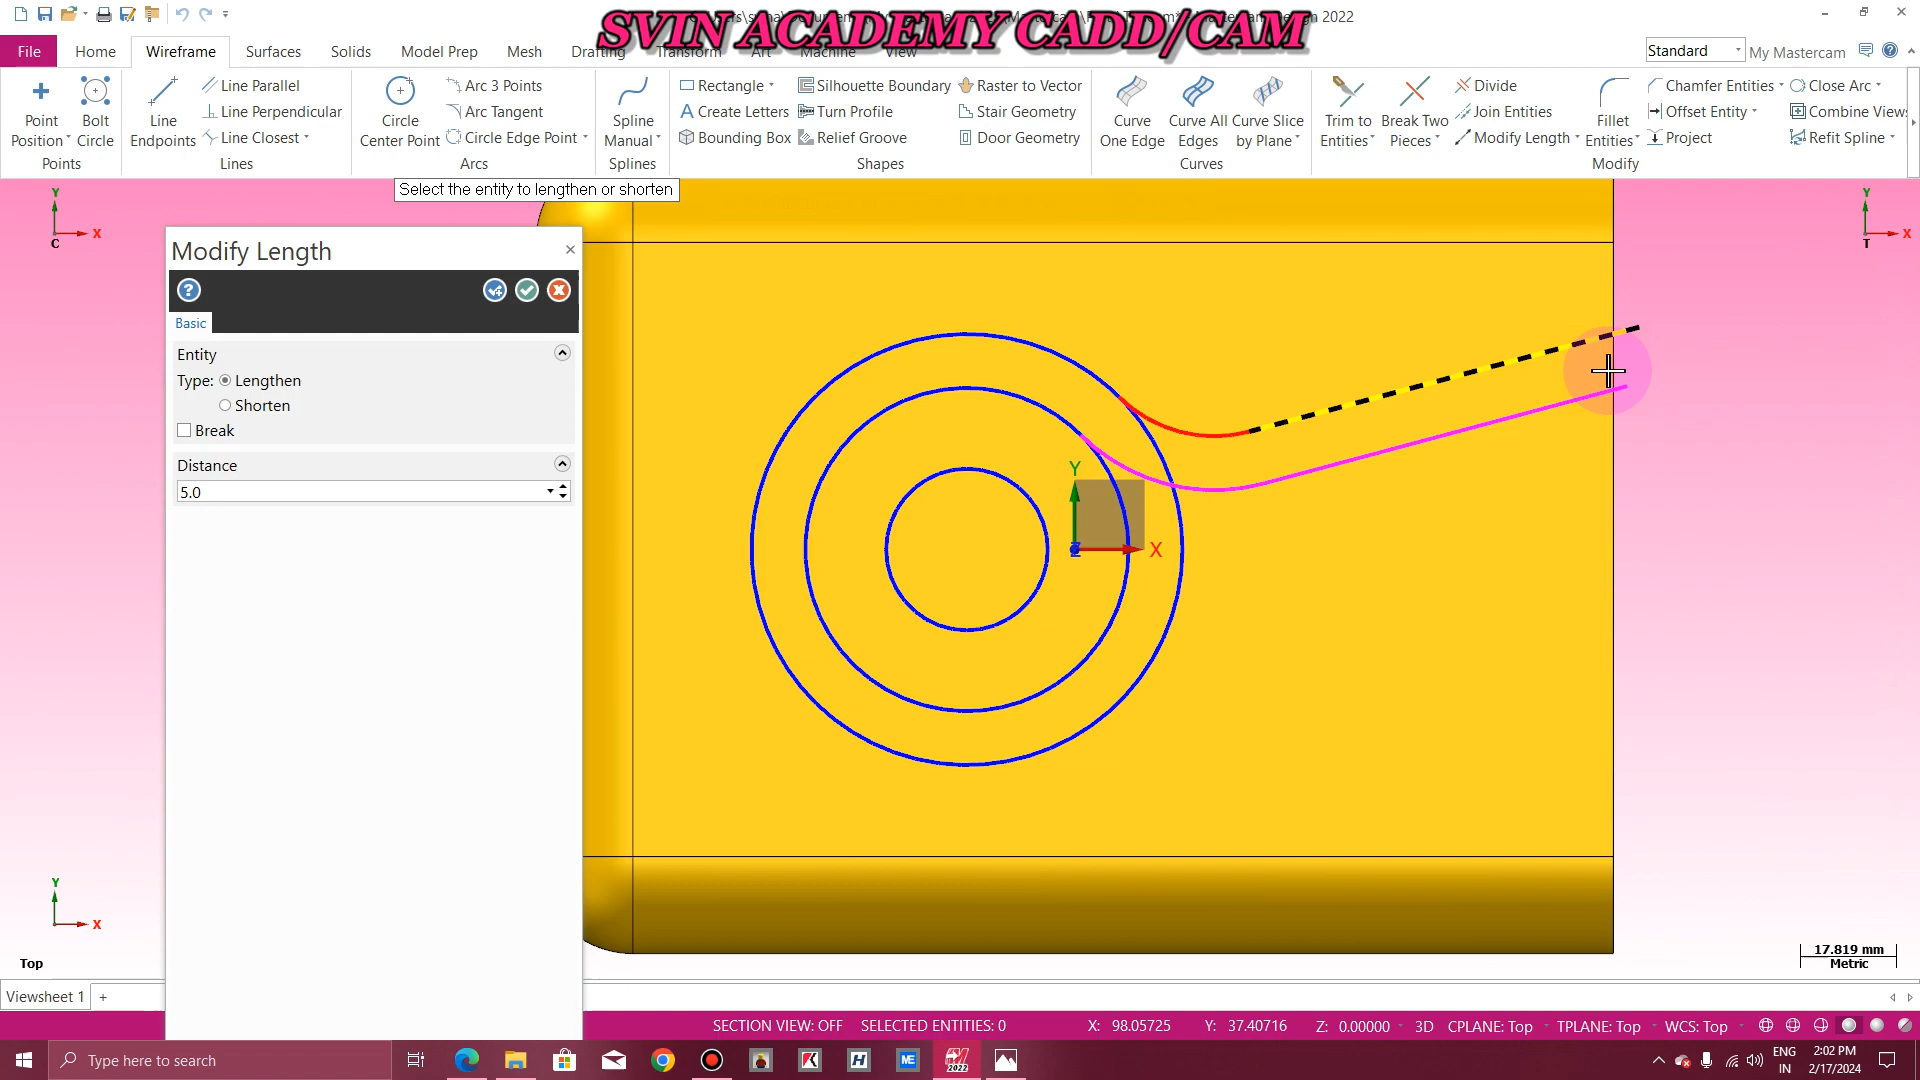 SVIN ACADEMY CADD/CAM
2022
File
Home
Wireframe
Surfaces
Solids
Model Prep
Mesh
Drafting
Transform
Art
Machine
View
Standard
My Mastercam
Point
Position
Bolt
Circle
Points
Line
Endpoints
Line Parallel
Line Perpendicular
Line Closest
Lines
Circle
Center Point
Arc 3 Points
Arc Tangent
Circle Edge Point
Arcs
Spline
Manual
Splines
Rectangle
Create Letters
Bounding Box
Silhouette Boundary
Turn Profile
Relief Groove
Raster to Vector
Stair Geometry
Door Geometry
Shapes
Curve
One Edge
Curve All
Edges
Curve Slice
by Plane
Curves
Trim to
Entities
Break Two
Pieces
Divide
Join Entities
Modify Length
Fillet
Entities
Chamfer Entities
Offset Entity
Project
Close Arc
Combine Views
Refit Spline
Modify
Select the entity to lengthen or shorten
Y
X
C
Y
X
T
Modify Length
Basic
Entity
Type: Lengthen
Shorten
Break
Distance
5.0
Y
Z
X
Y
X
Top
17.819 mm
Metric
Viewsheet 1 +
SECTION VIEW: OFF SELECTED ENTITIES: 0 X: 98.05725 Y: 37.40716 Z: 0.00000 3D CPLANE: Top TPLANE: Top WCS: Top
Type here to search
K
H
ME
2022
ENG
IN
2:02 PM
2/17/2024